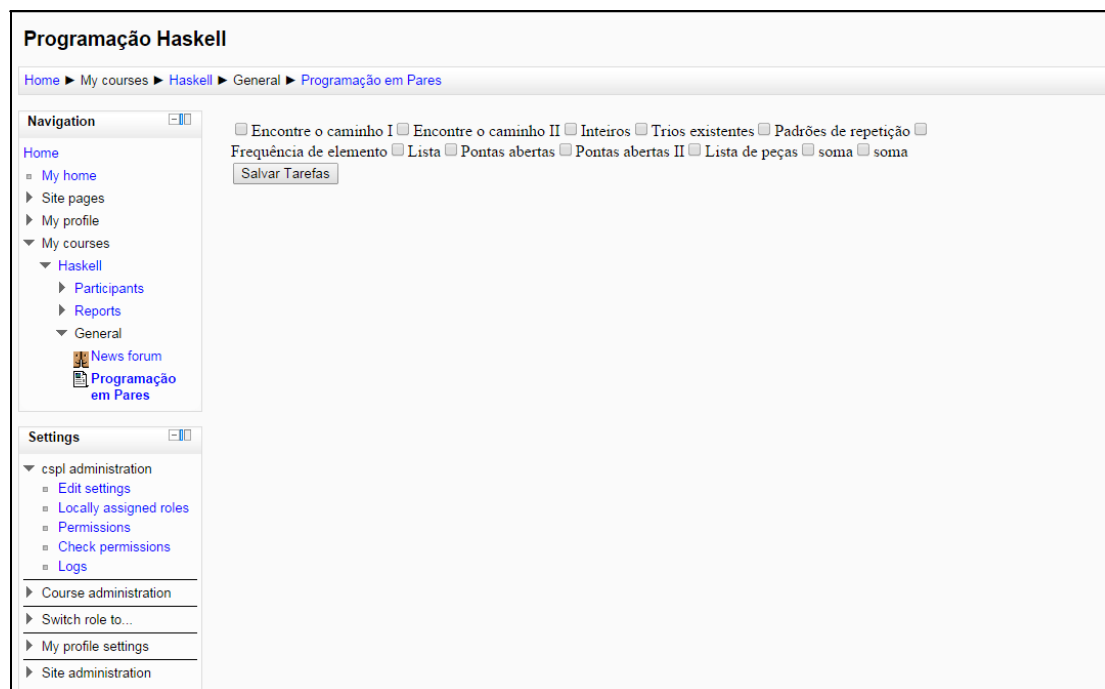 Programação Haskell
Home ► My courses ► Haskell ► General ► Programação em Pares
Navigation
Home
My home
Site pages
My profile
My courses
Haskell
Participants
Reports
General
News forum
Programação
em Pares
Settings
cspl administration
Edit settings
Locally assigned roles
Permissions
Check permissions
Logs
Course administration
Switch role to...
My profile settings
Site administration
Encontre o caminho I Encontre o caminho II Inteiros Trios existentes Padrões de repetição
Frequência de elemento Lista Pontas abertas Pontas abertas II Lista de peças soma soma
Salvar Tarefas